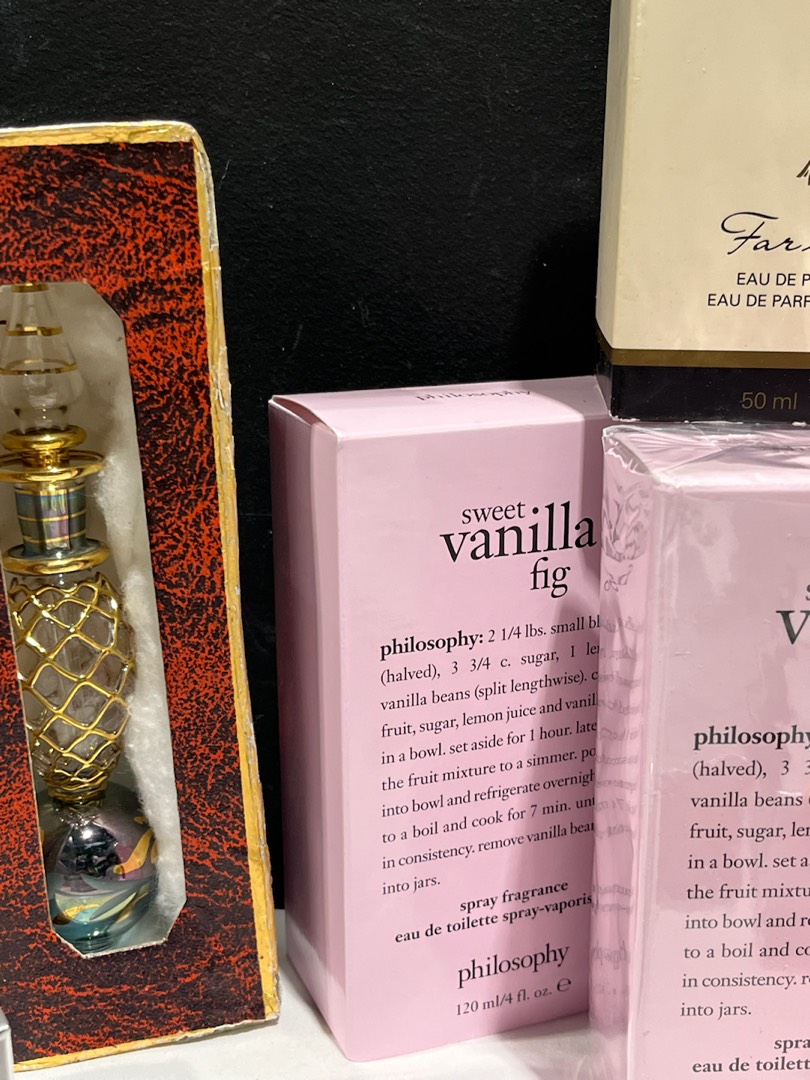 Far
EAU DE P
EAU DE PARF
50 ml
philosophy
sweet
vanilla
fig
philosophy: 2 1/4 lbs. small bl
(halved), 3 3/4 c. sugar, 1 le
vanilla beans (split lengthwise). c
fruit, sugar, lemon juice and vanil
in a bowl. set aside for 1 hour. late
the fruit mixture to a simmer. po
into bowl and refrigerate overnigh
to a boil and cook for 7 min. unt
in consistency. remove vanilla bea
into jars.
spray fragrance
eau de toilette spray-vaporis
philosophy
120 ml/4 fl. oz. ℮
s
v
philosophy
(halved), 3 3
vanilla beans
fruit, sugar, le
in a bowl. set a
the fruit mixtu
into bowl and r
to a boil and co
in consistency. r
into jars.
spra
eau de toilett